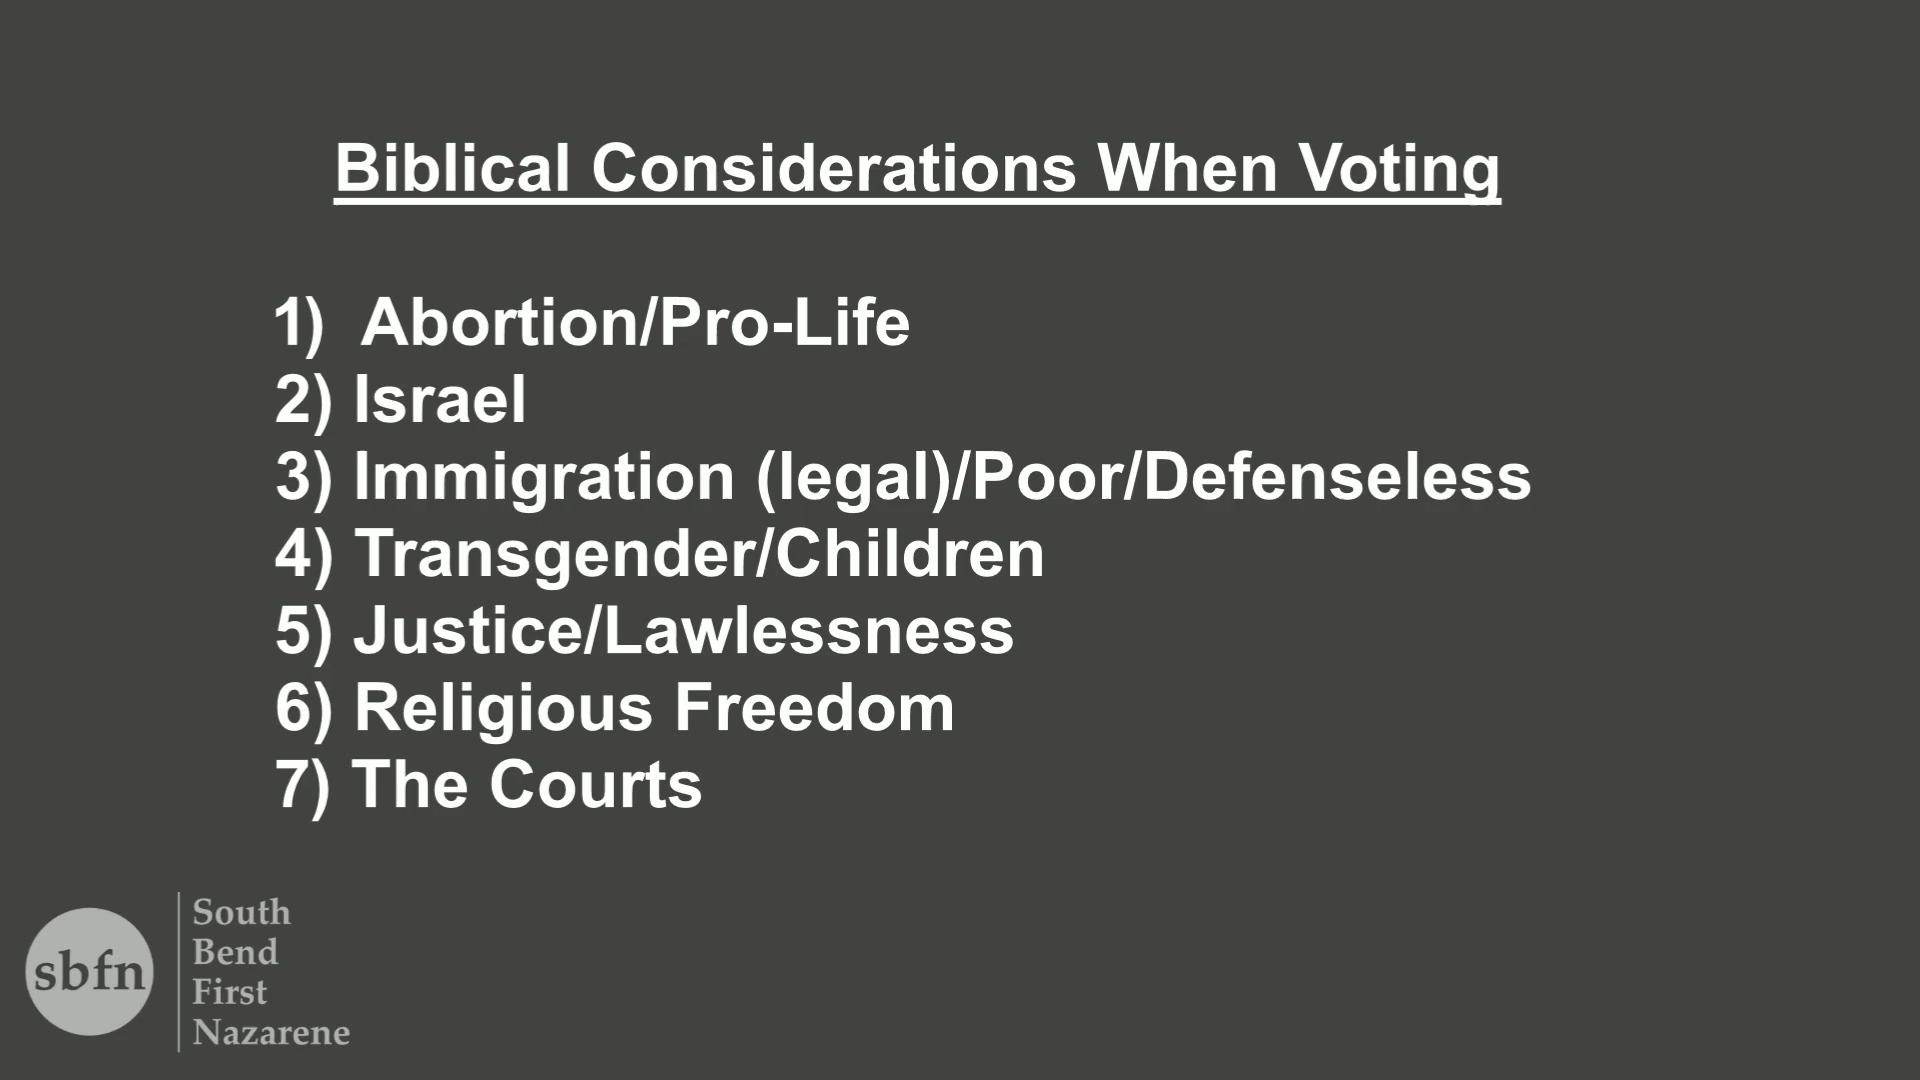 Biblical Considerations When Voting
1) Abortion/Pro-Life
2) Israel
3) Immigration (legal)/Poor/Defenseless
4) Transgender/Children
5) Justice/Lawlessness
6) Religious Freedom
7) The Courts
sbfn
South
Bend
First
Nazarene